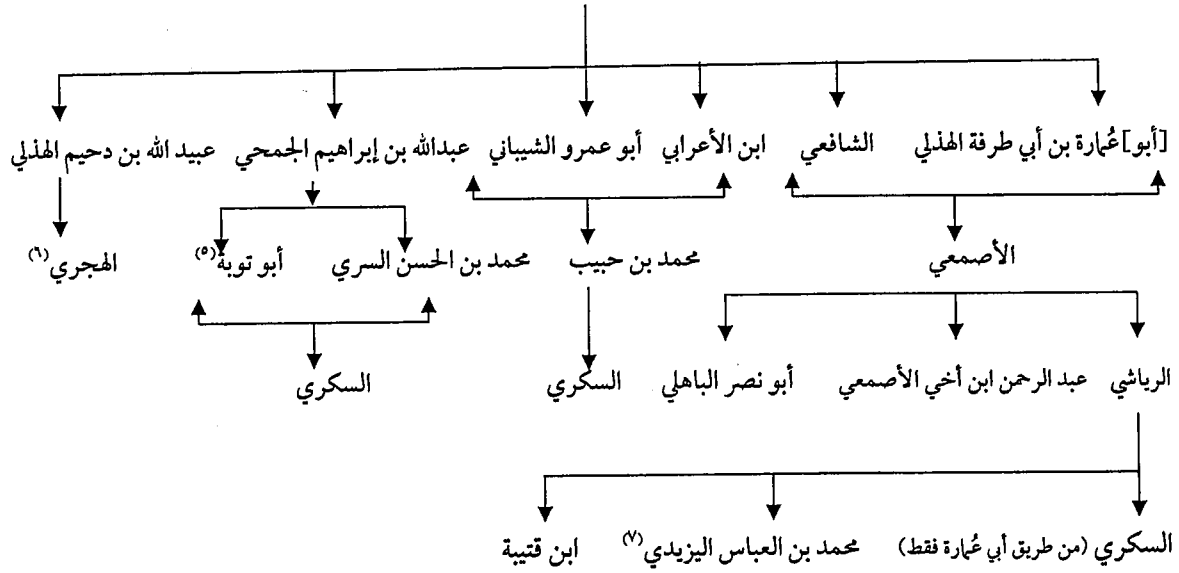 [أبو] عُمارة بن أبي طرفة الهذلي الشافعي ابن الأعرابي أبو عمرو الشيباني عبدالله بن إبراهيم الجمحي عبيد الله بن دحيم الهذلي
الأصمعي محمد بن حبيب محمد بن الحسن السري أبو توبة(٥) الهجري(٦)
الرياشي عبد الرحمن ابن أخي الأصمعي أبو نصر الباهلي السكري السكري
السكري (من طريق أبي عُمارة فقط) محمد بن العباس اليزيدي(٧) ابن قتيبة